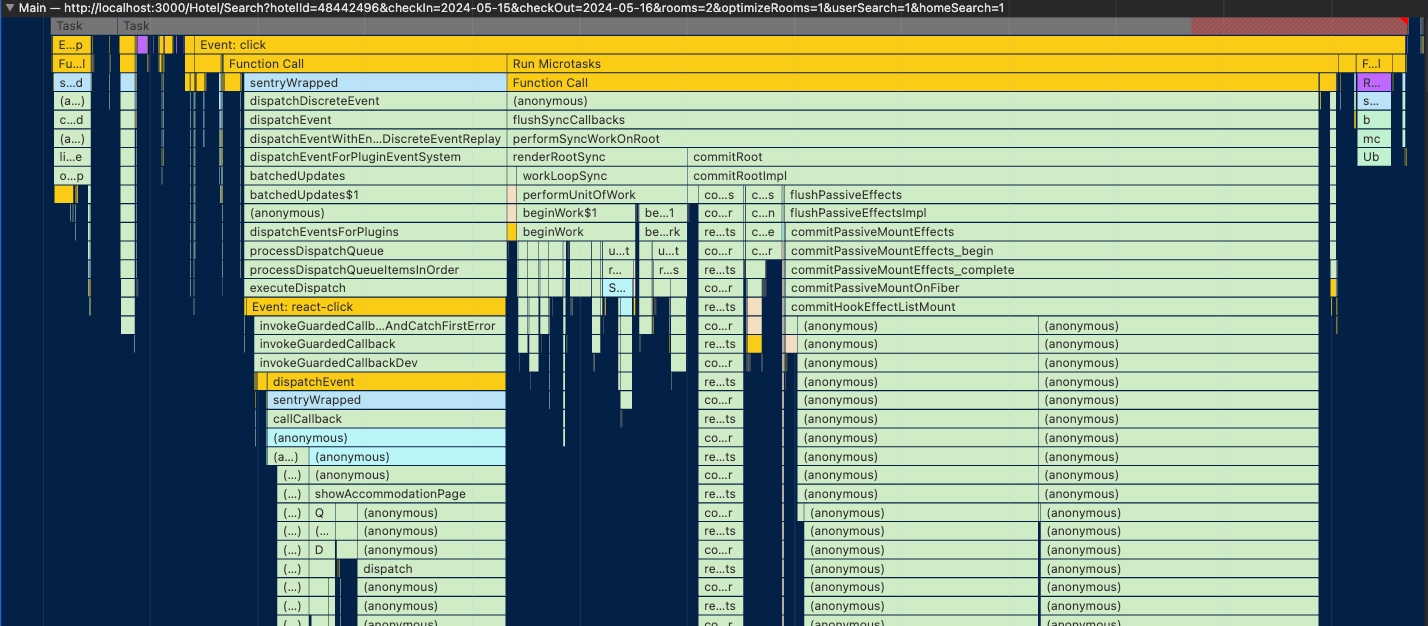 Main — http://localhost:3000/Hotel/Search?hotelId=48442496&checkIn=2024-05-15&checkOut=2024-05-16&rooms=2&optimizeRooms=1&userSearch=1&homeSearch=1
Task Task
E...p Event: click
Fu...l Function Call Run Microtasks F...l
s...d sentryWrapped Function Call R...
(a...) dispatchDiscreteEvent (anonymous) s...
c...d dispatchEvent flushSyncCallbacks b
(a...) dispatchEventWithEn...DiscreteEventReplay performSyncWorkOnRoot mc
li...e dispatchEventForPluginEventSystem renderRootSync commitRoot Ub
o...p batchedUpdates workLoopSync commitRootImpl
batchedUpdates$1 performUnitOfWork co...s c...s flushPassiveEffects
(anonymous) beginWork$1 be...1 co...r c...n flushPassiveEffectsImpl
dispatchEventsForPlugins beginWork be...rk re...ts c...e commitPassiveMountEffects
processDispatchQueue u...t u...t co...r c...r commitPassiveMountEffects_begin
processDispatchQueueItemsInOrder r... r...s re...ts commitPassiveMountEffects_complete
executeDispatch S... co...r commitPassiveMountOnFiber
Event: react-click re...ts commitHookEffectListMount
invokeGuardedCallb...AndCatchFirstError co...r (anonymous) (anonymous)
invokeGuardedCallback re...ts (anonymous) (anonymous)
invokeGuardedCallbackDev co...r (anonymous) (anonymous)
dispatchEvent re...ts (anonymous) (anonymous)
sentryWrapped co...r (anonymous) (anonymous)
callCallback re...ts (anonymous) (anonymous)
(anonymous) co...r (anonymous) (anonymous)
(a...) (anonymous) re...ts (anonymous) (anonymous)
(...) (anonymous) co...r (anonymous) (anonymous)
(...) showAccommodationPage re...ts (anonymous) (anonymous)
(...) Q (anonymous) co...r (anonymous) (anonymous)
(...) (... (anonymous) re...ts (anonymous) (anonymous)
(...) D (anonymous) co...r (anonymous) (anonymous)
(...) dispatch re...ts (anonymous) (anonymous)
(...) (anonymous) co...r (anonymous) (anonymous)
(...) (anonymous) re...ts (anonymous) (anonymous)
(...) (anonymous) co...r (anonymous) (anonymous)